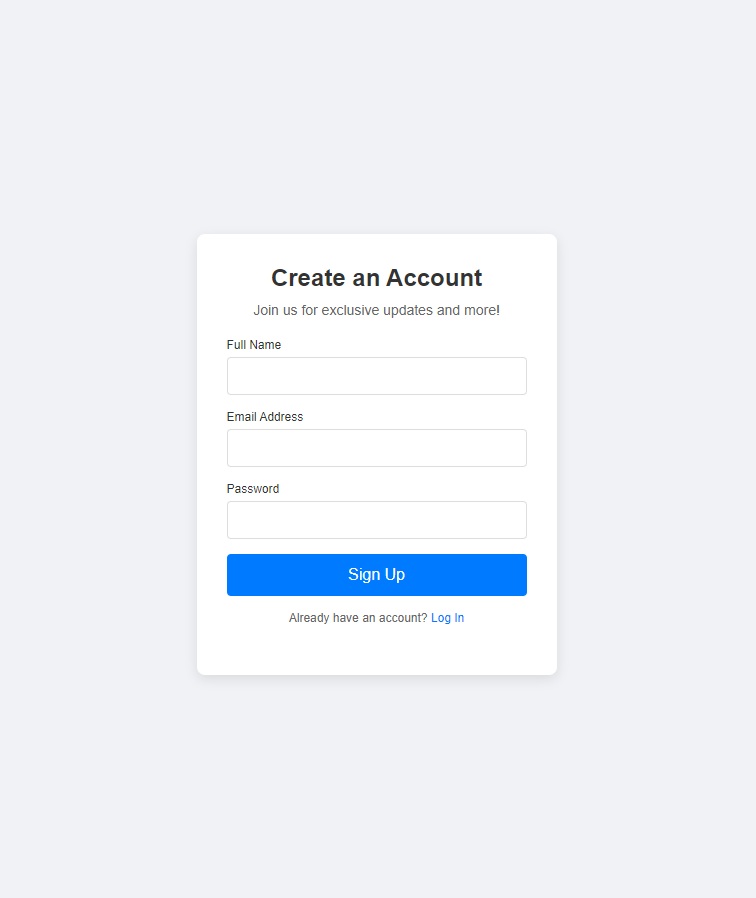 Create an Account
Join us for exclusive updates and more!
Full Name
Email Address
Password
Sign Up
Already have an account? Log In